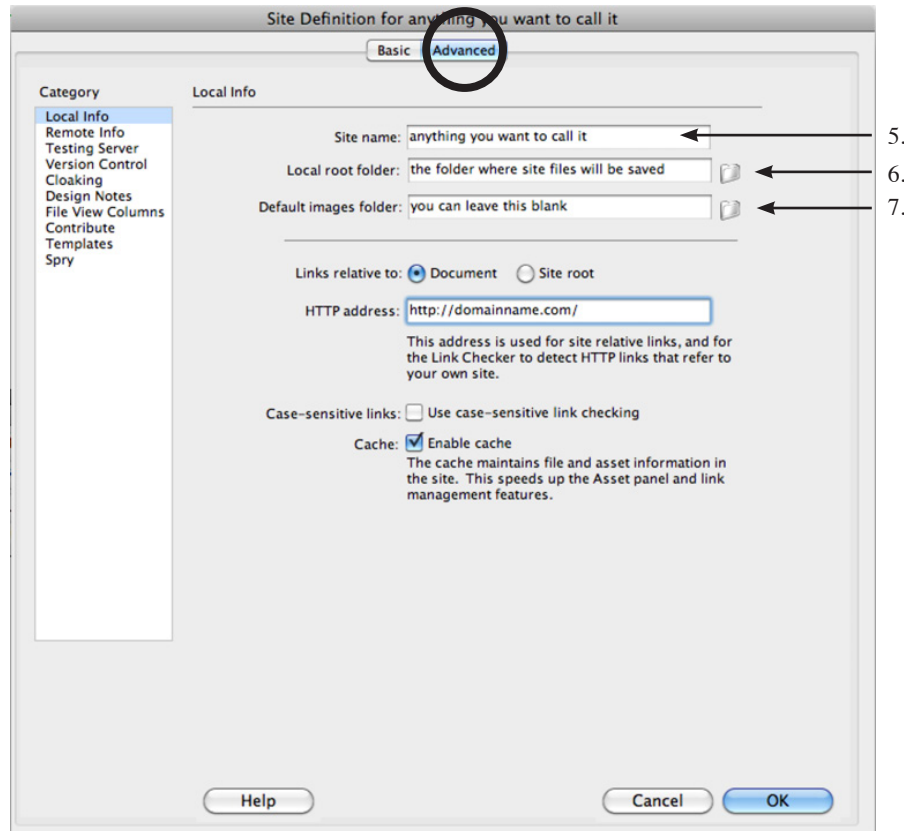 Site Definition for anything you want to call it
Basic
Advanced
Category
Local Info
Remote Info
Testing Server
Version Control
Cloaking
Design Notes
File View Columns
Contribute
Templates
Spry
Local Info
Site name: anything you want to call it
5.
Local root folder: the folder where site files will be saved
6.
Default images folder: you can leave this blank
7.
Links relative to: Document Site root
HTTP address: http://domainname.com/
This address is used for site relative links, and for
the Link Checker to detect HTTP links that refer to
your own site.
Case-sensitive links: Use case-sensitive link checking
Cache: Enable cache
The cache maintains file and asset information in
the site. This speeds up the Asset panel and link
management features.
Help
Cancel
OK